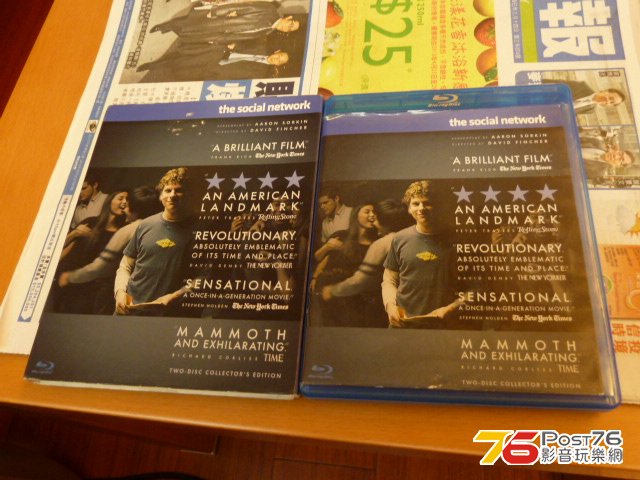 $25
250ml
報
the social network
SCREENPLAY BY AARON SORKIN
DIRECTED BY DAVID FINCHER
"A BRILLIANT FILM."
FRANK RICH The New York Times
AN AMERICAN
LANDMARK"
PETER TRAVERS Rolling Stone
"REVOLUTIONARY.
ABSOLUTELY EMBLEMATIC
OF ITS TIME AND PLACE."
DAVID DENBY THE NEW YORKER
"SENSATIONAL.
A ONCE-IN-A-GENERATION MOVIE."
STEPHEN HOLDEN The New York Times
"MAMMOTH
AND EXHILARATING."
RICHARD CORLISS TIME
TWO-DISC COLLECTOR'S EDITION
Blu-ray Disc
the social network
SCREENPLAY BY AARON SORKIN
DIRECTED BY DAVID FINCHER
"A BRILLIANT FILM."
FRANK RICH The New York Times
AN AMERICAN
LANDMARK"
PETER TRAVERS Rolling Stone
"REVOLUTIONARY.
ABSOLUTELY EMBLEMATIC
OF ITS TIME AND PLACE."
DAVID DENBY THE NEW YORKER
"SENSATIONAL.
A ONCE-IN-A-GENERATION MOVIE."
STEPHEN HOLDEN The New York Times
"MAMMOTH
AND EXHILARATING."
RICHARD CORLISS TIME
TWO-DISC COLLECTOR'S EDITION
76 Post76
影音玩樂網